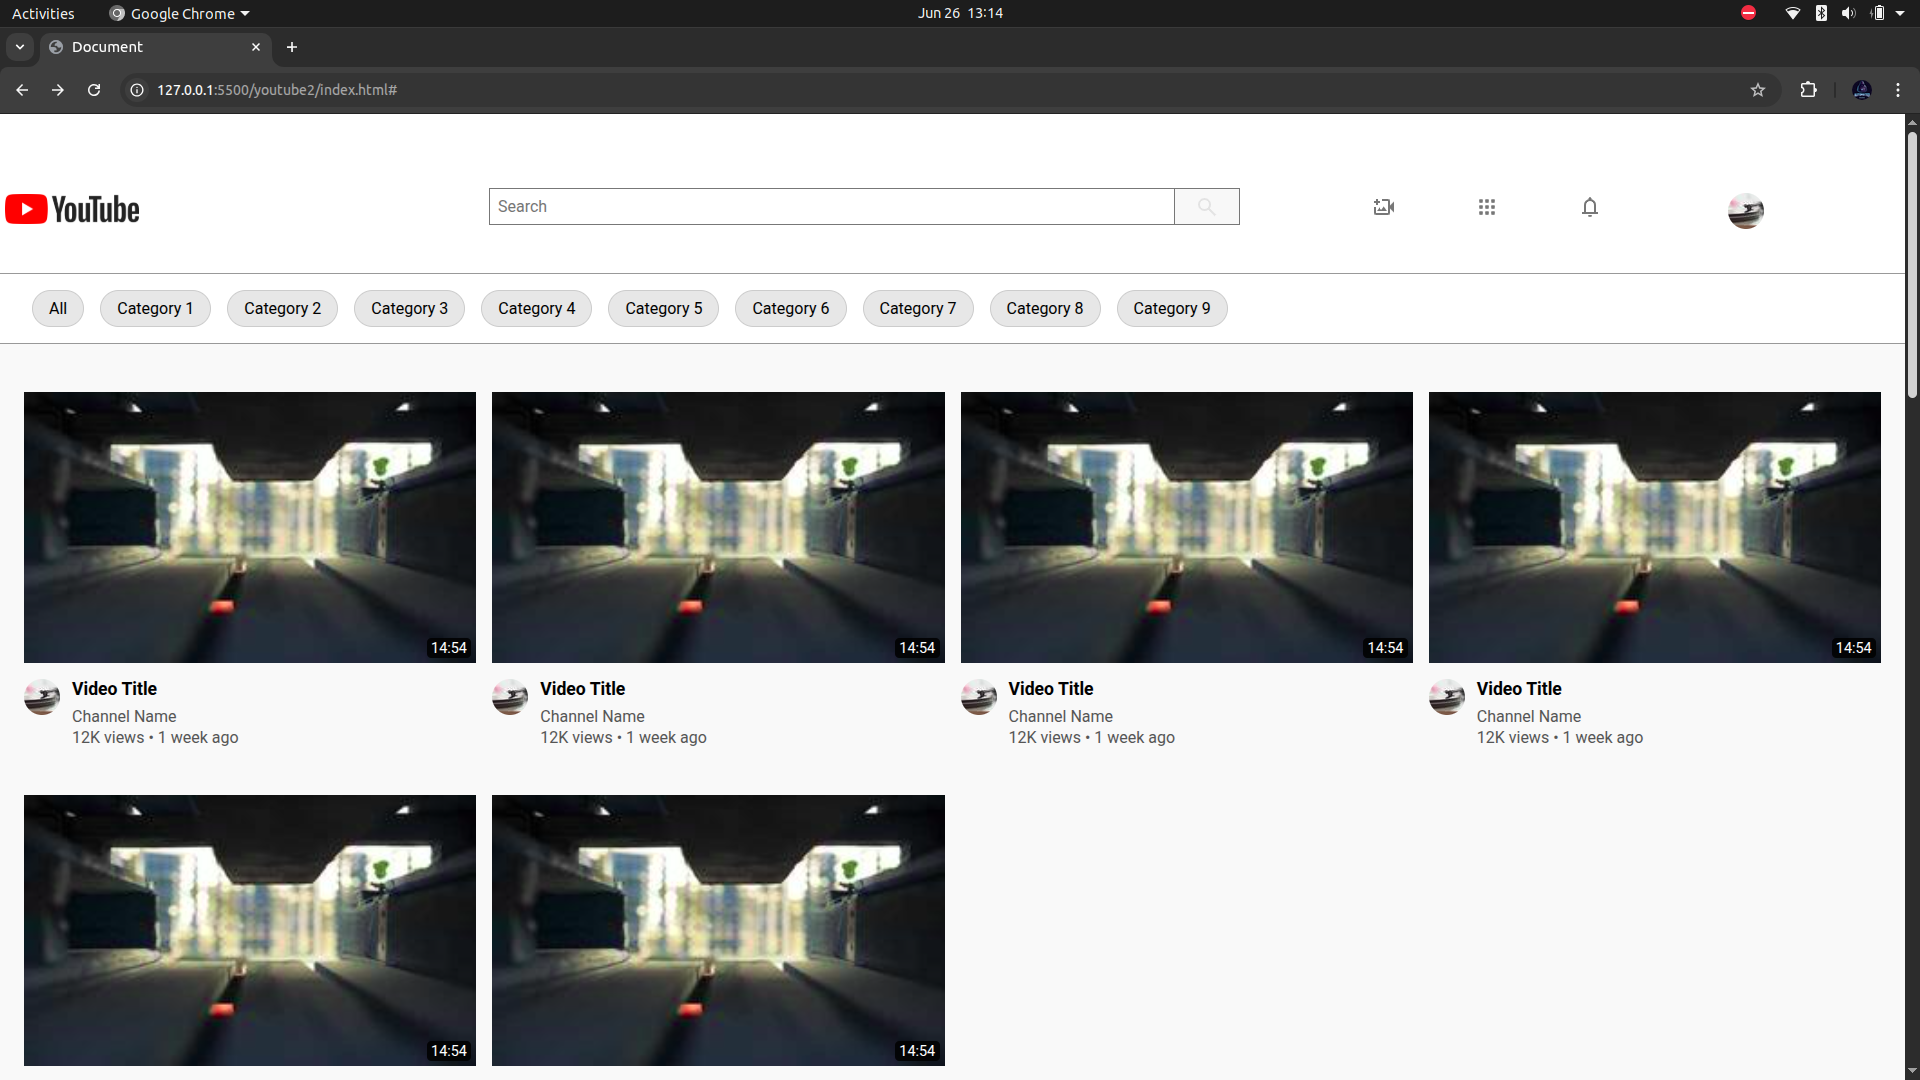 Activities Google Chrome Jun 26 13:14
Document
127.0.0.1:5500/youtube2/index.html#
YouTube Search
All Category 1 Category 2 Category 3 Category 4 Category 5 Category 6 Category 7 Category 8 Category 9
14:54 14:54 14:54 14:54
Video Title Video Title Video Title Video Title
Channel Name Channel Name Channel Name Channel Name
12K views • 1 week ago 12K views • 1 week ago 12K views • 1 week ago 12K views • 1 week ago
14:54 14:54